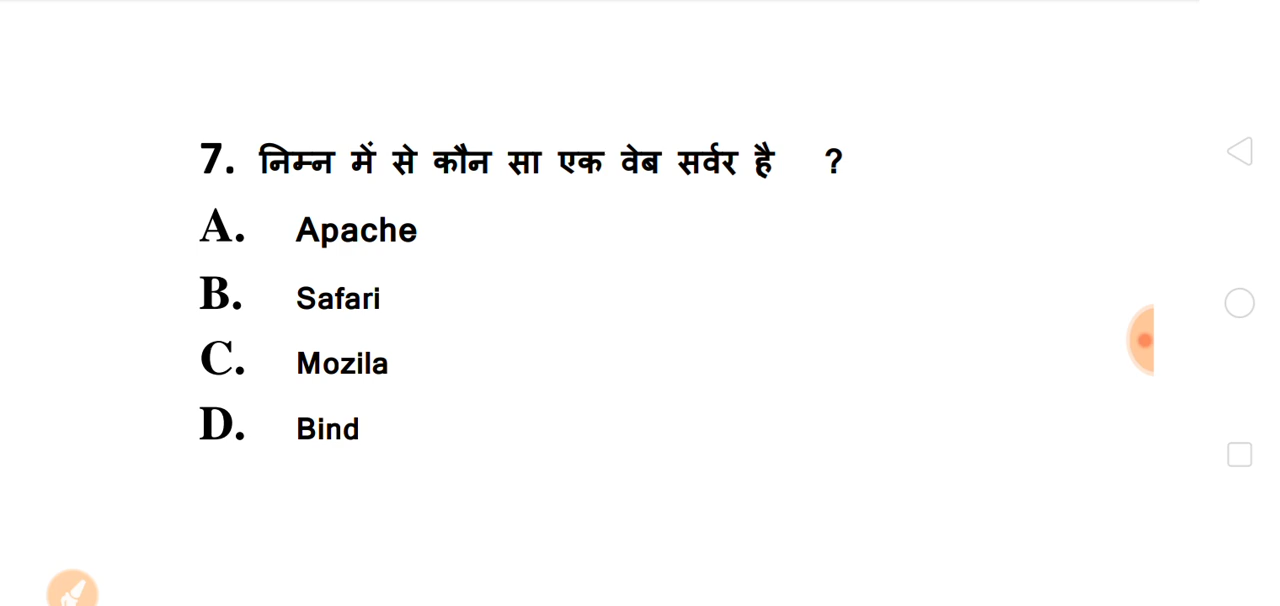 7. निम्न में से कौन सा एक वेब सर्वर है ?
A. Apache
B. Safari
C. Mozila
D. Bind